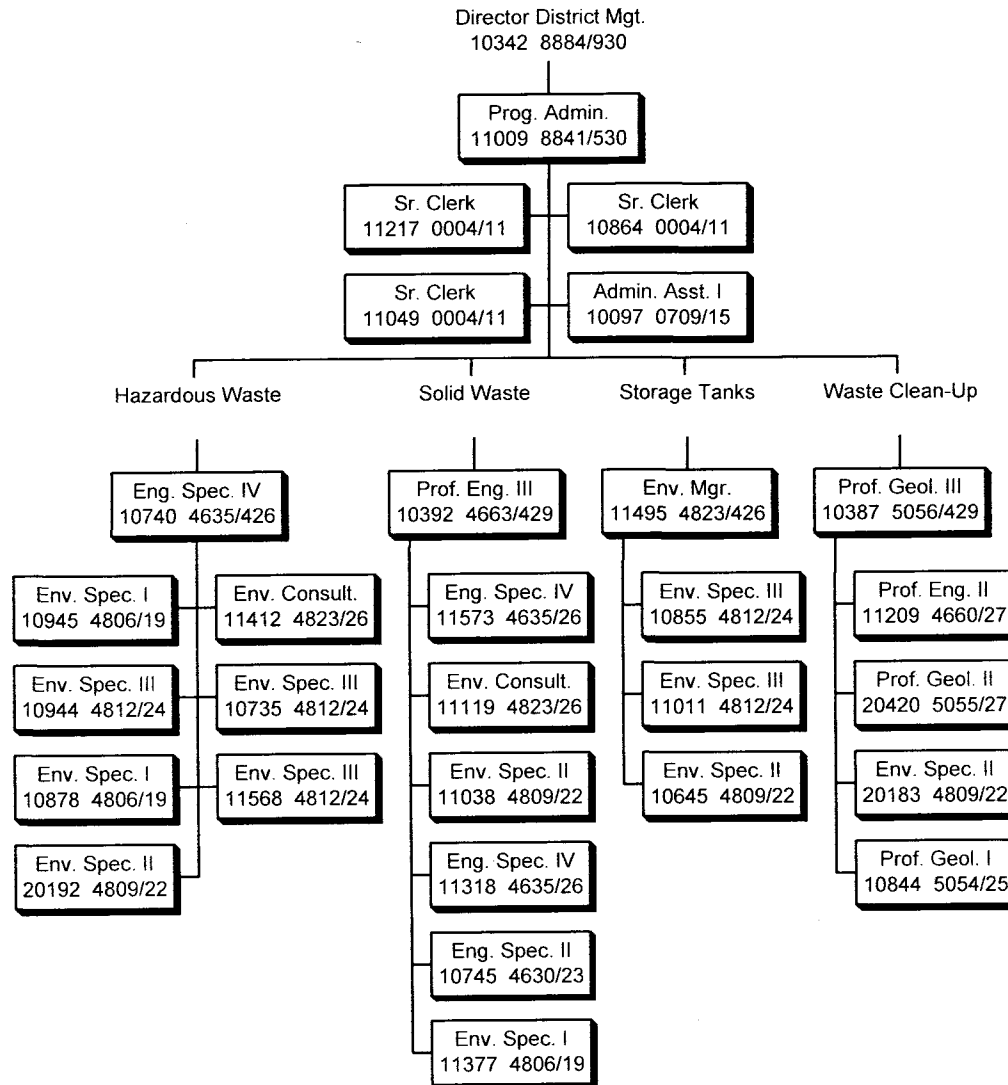 Director District Mgt.
10342 8884/930
Prog. Admin.
11009 8841/530
Sr. Clerk
11217 0004/11
Sr. Clerk
10864 0004/11
Sr. Clerk
11049 0004/11
Admin. Asst. I
10097 0709/15
Hazardous Waste
Eng. Spec. IV
10740 4635/426
Env. Spec. I
10945 4806/19
Env. Consult.
11412 4823/26
Env. Spec. III
10944 4812/24
Env. Spec. III
10735 4812/24
Env. Spec. I
10878 4806/19
Env. Spec. III
11568 4812/24
Env. Spec. II
20192 4809/22
Solid Waste
Prof. Eng. III
10392 4663/429
Eng. Spec. IV
11573 4635/26
Env. Consult.
11119 4823/26
Env. Spec. II
11038 4809/22
Eng. Spec. IV
11318 4635/26
Eng. Spec. II
10745 4630/23
Env. Spec. I
11377 4806/19
Storage Tanks
Env. Mgr.
11495 4823/426
Env. Spec. III
10855 4812/24
Env. Spec. III
11011 4812/24
Env. Spec. II
10645 4809/22
Waste Clean-Up
Prof. Geol. III
10387 5056/429
Prof. Eng. II
11209 4660/27
Prof. Geol. II
20420 5055/27
Env. Spec. II
20183 4809/22
Prof. Geol. I
10844 5054/25